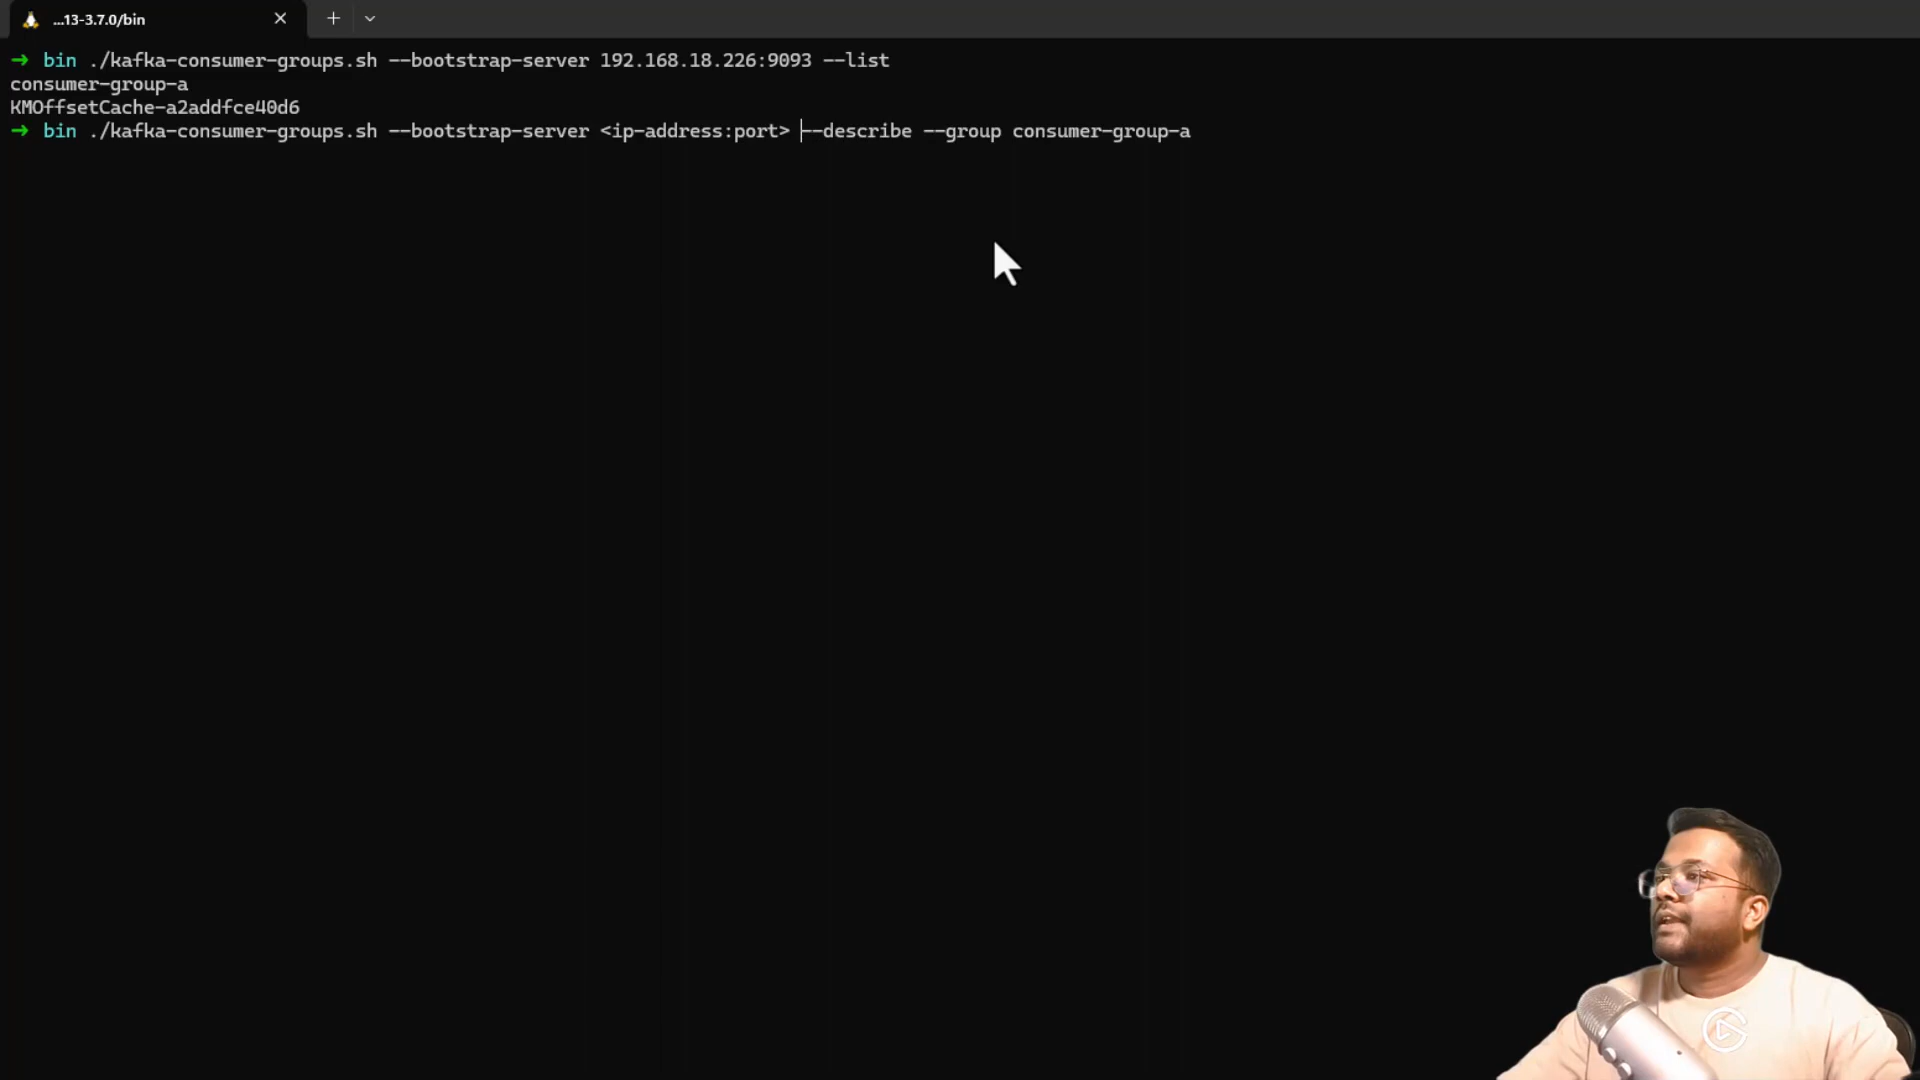 ...13-3.7.0/bin
→ bin ./kafka-consumer-groups.sh --bootstrap-server 192.168.18.226:9093 --list
consumer-group-a
KMOffsetCache-a2addfce40d6
→ bin ./kafka-consumer-groups.sh --bootstrap-server <ip-address:port> --describe --group consumer-group-a